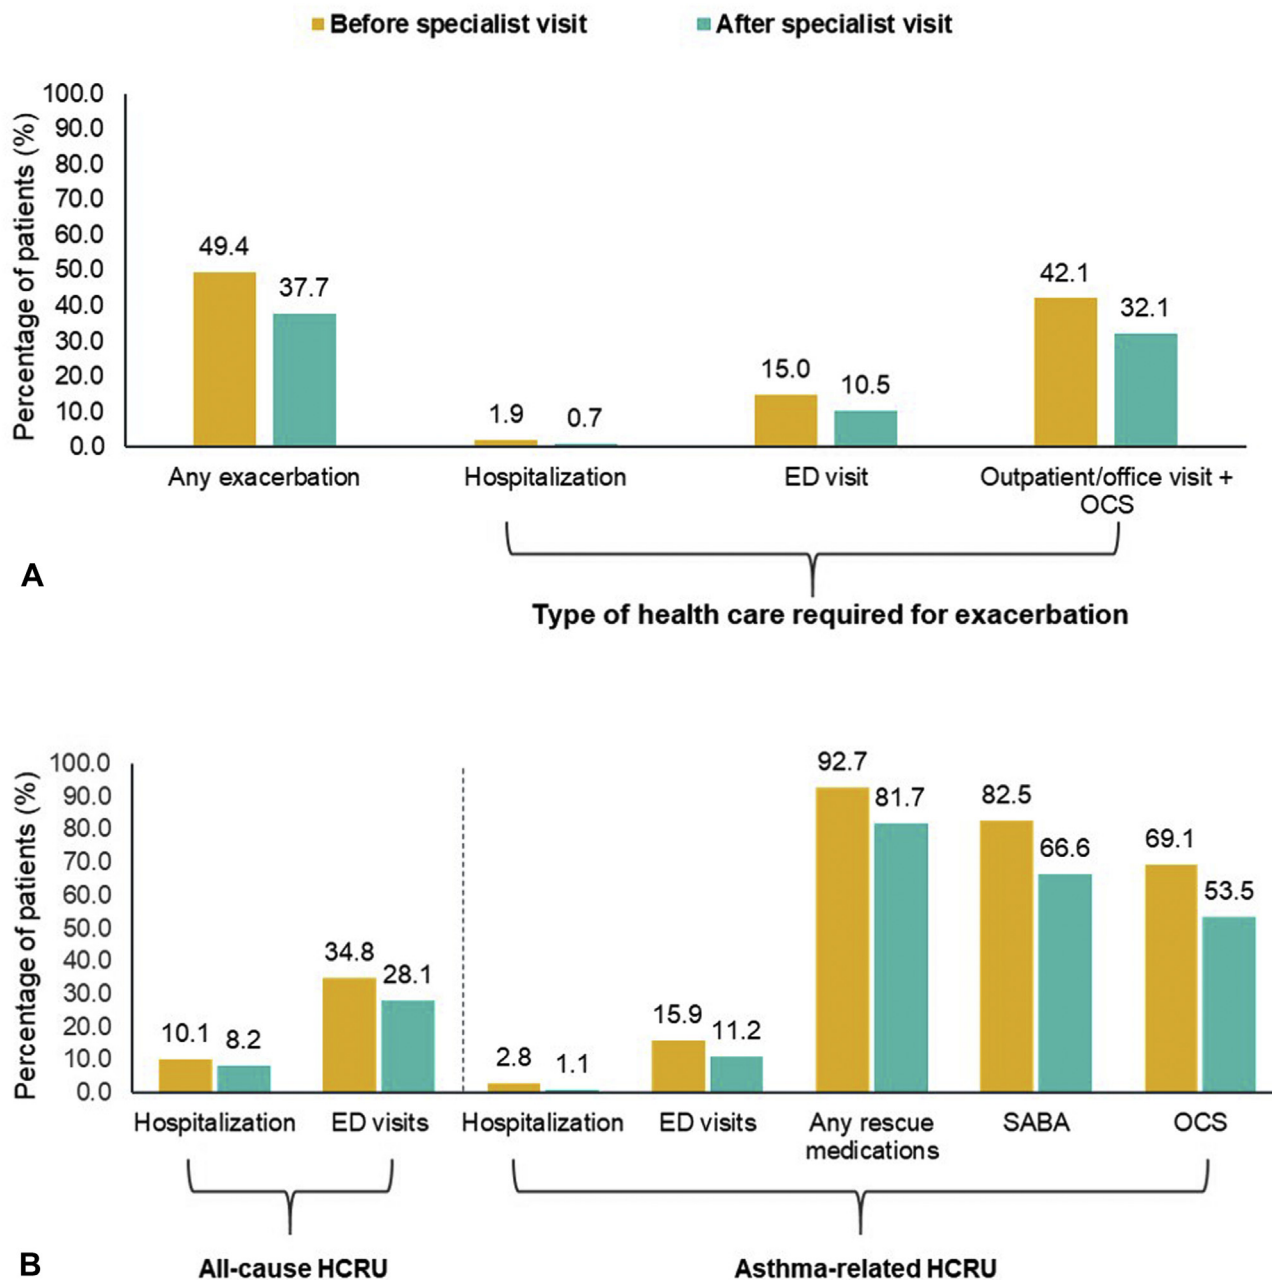 Before specialist visit After specialist visit
Percentage of patients (%)
100.0
90.0
80.0
70.0
60.0
50.0
40.0
30.0
20.0
10.0
0.0
49.4 37.7 1.9 0.7 15.0 10.5 42.1 32.1
Any exacerbation Hospitalization ED visit Outpatient/office visit +
OCS
A
Type of health care required for exacerbation
Percentage of patients (%)
100.0
90.0
80.0
70.0
60.0
50.0
40.0
30.0
20.0
10.0
0.0
10.1 8.2 34.8 28.1 2.8 1.1 15.9 11.2 92.7 81.7 82.5 66.6 69.1 53.5
Hospitalization ED visits Hospitalization ED visits Any rescue SABA OCS
medications
B
All-cause HCRU Asthma-related HCRU